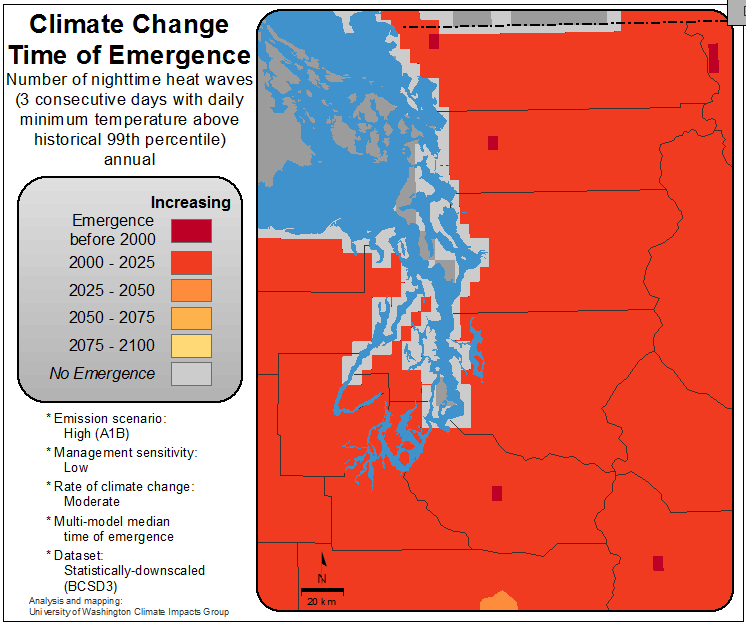 Climate Change
Time of Emergence
Number of nighttime heat waves
(3 consecutive days with daily
minimum temperature above
historical 99th percentile)
annual
Increasing
Emergence
before 2000
2000 - 2025
2025 - 2050
2050 - 2075
2075 - 2100
No Emergence
* Emission scenario:
High (A1B)
* Management sensitivity:
Low
* Rate of climate change:
Moderate
* Multi-model median
time of emergence
* Dataset:
Statistically-downscaled
(BCSD3)
Analysis and mapping:
University of Washington Climate Impacts Group
N
20 km